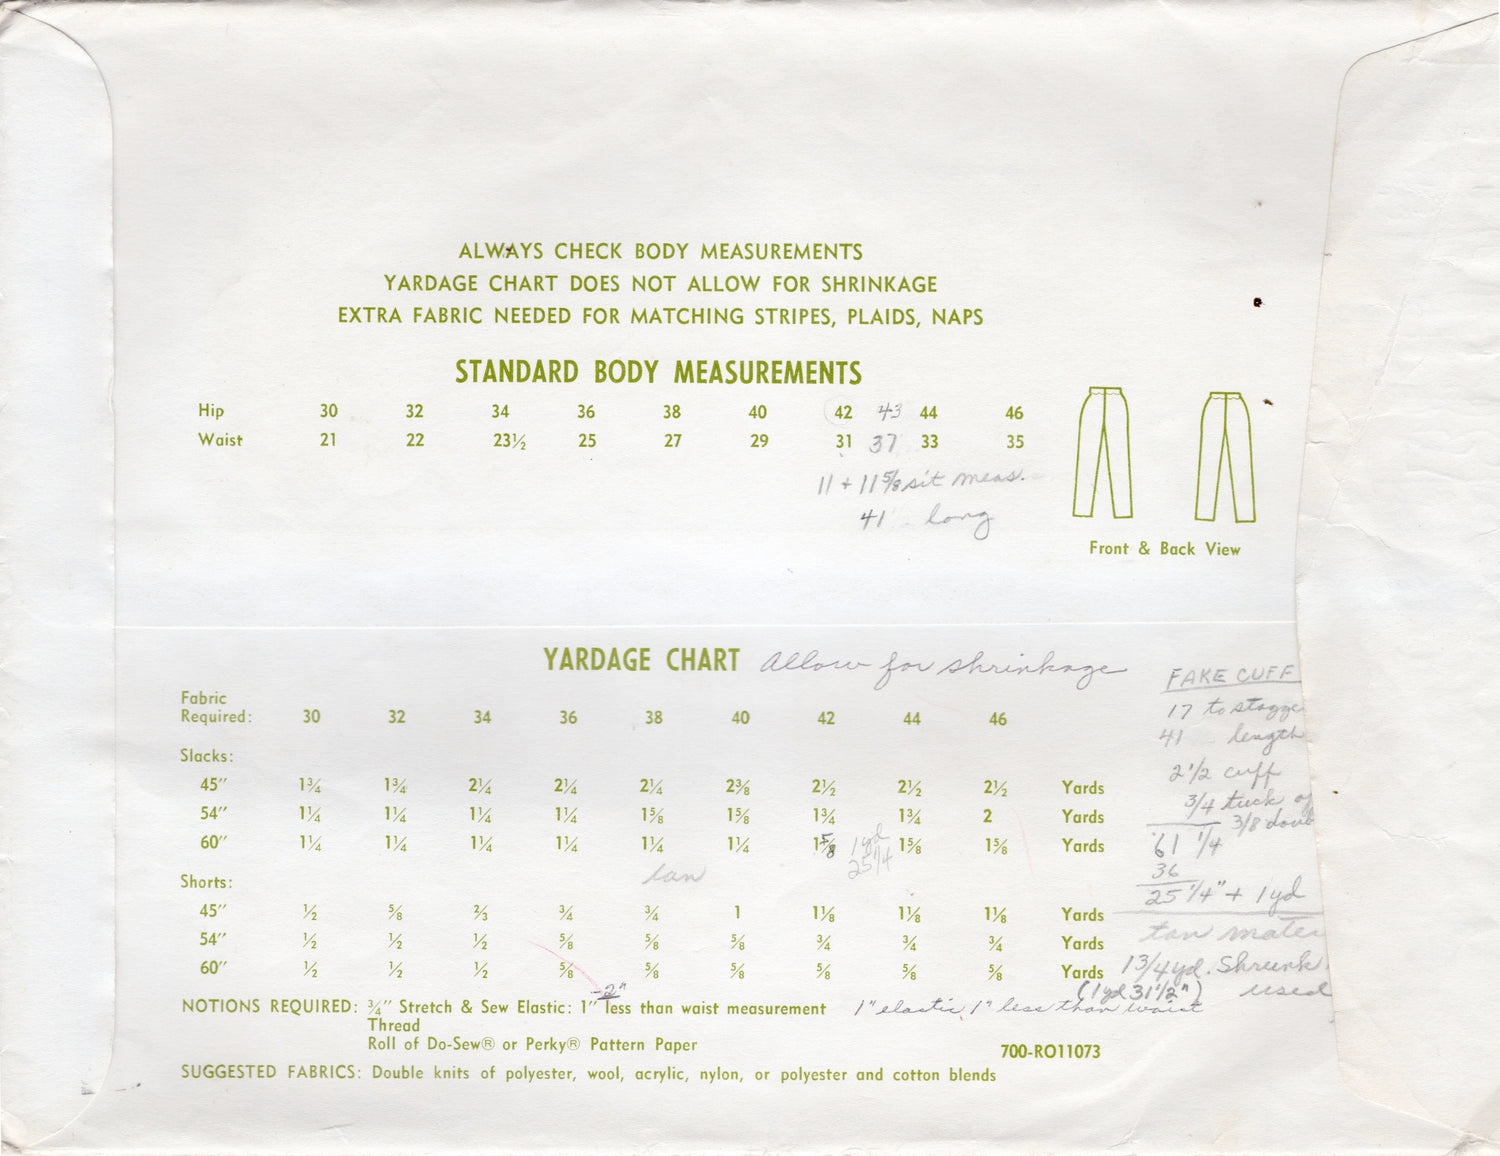 ALWAYS CHECK BODY MEASUREMENTS
YARDAGE CHART DOES NOT ALLOW FOR SHRINKAGE
EXTRA FABRIC NEEDED FOR MATCHING STRIPES, PLAIDS, NAPS
STANDARD BODY MEASUREMENTS
Hip 30 32 34 36 38 40 42 43 44 46
Waist 21 22 23½ 25 27 29 31 37 33 35
11 + 11 5/8 sit meas.
41 long
Front & Back View
YARDAGE CHART Allow for shrinkage
Fabric
Required: 30 32 34 36 38 40 42 44 46
Slacks:
45" 1¾ 1¾ 2¼ 2¼ 2¼ 2⅜ 2½ 2½ 2½ Yards
54" 1¼ 1¼ 1¼ 1¼ 1⅝ 1⅝ 1¾ 1¾ 2 Yards
60" 1¼ 1¼ 1¼ 1¼ 1¼ 1¼ 1⅝ 1 yd 1⅝ 1⅝ Yards
25 1/4
tan
Shorts:
45" ½ ⅝ ⅔ ¾ ¾ 1 1⅛ 1⅛ 1⅛ Yards
54" ½ ½ ½ ⅝ ⅝ ⅝ ¾ ¾ ¾ Yards
60" ½ ½ ½ ⅝ ⅝ ⅝ ⅝ ⅝ ⅝ Yards
FAKE CUFF
17 to
41 length
2 1/2 cuff
3/4 tuck of
3/8
61 1/4
36
25 1/4" + 1 yd
tan
1 3/4 yd. Shrunk
(1 yd 31 1/2") used
-2"
NOTIONS REQUIRED: ¾" Stretch & Sew Elastic: 1" less than waist measurement 1" elastic 1" less than waist
Thread
Roll of Do-Sew® or Perky® Pattern Paper
700-RO11073
SUGGESTED FABRICS: Double knits of polyester, wool, acrylic, nylon, or polyester and cotton blends